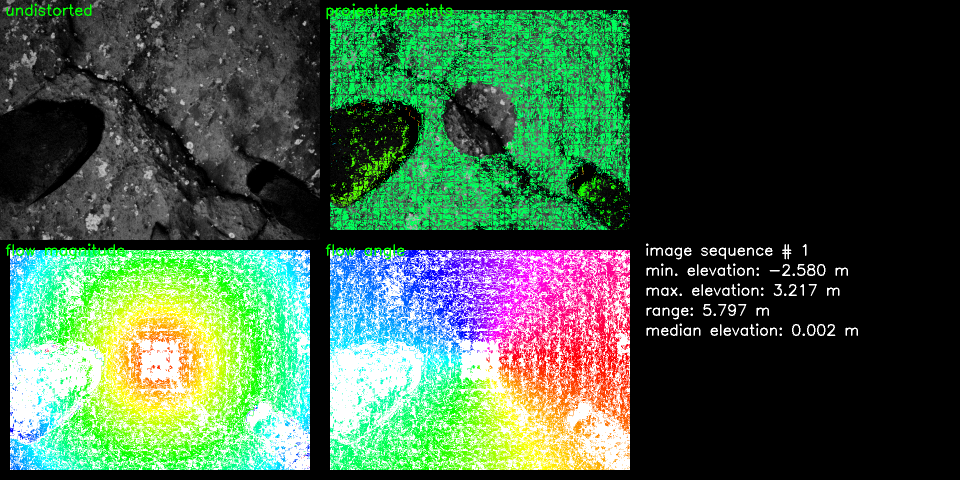 undistorted
projected points
flow magnitude
flow angle
image sequence # 1
min. elevation: −2.580 m
max. elevation: 3.217 m
range: 5.797 m
median elevation: 0.002 m